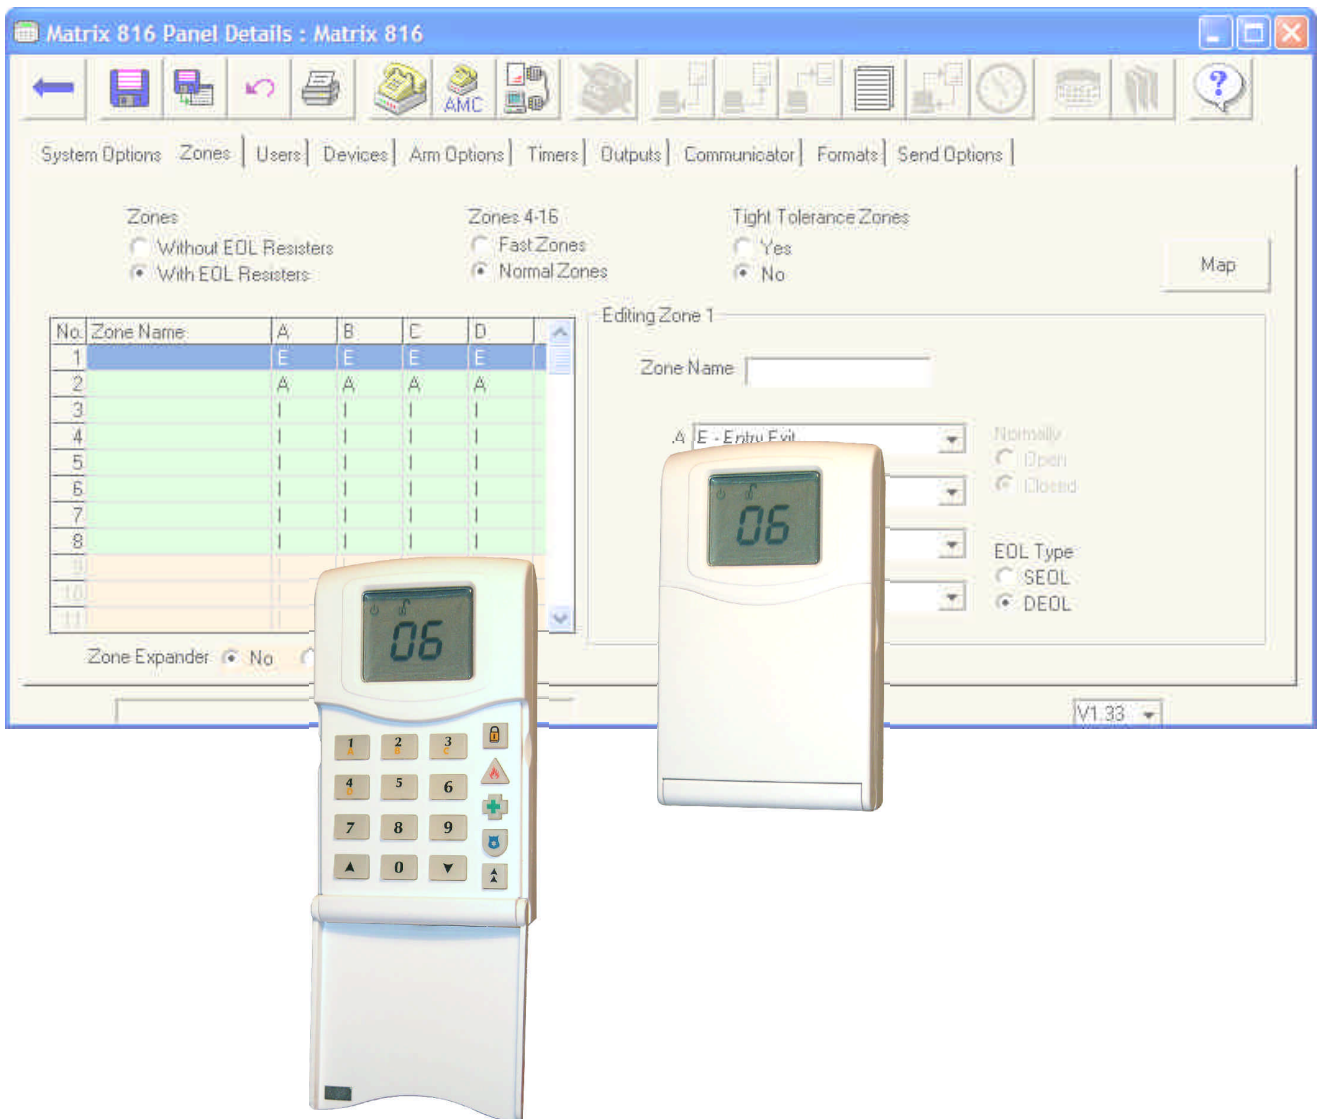 Matrix 816 Panel Details : Matrix 816
AMC
System Options Zones Users Devices Arm Options Timers Outputs Communicator Formats Send Options
Zones Zones 4-16 Tight Tolerance Zones
Without EOL Resisters Fast Zones Yes
With EOL Resisters Normal Zones No
Map
Editing Zone 1
No. Zone Name A B C D
1 E E E E
Zone Name
2 A A A A
3 I I I I
4 I I I I
A E - Entry Exit
Normally
5 I I I I
Open
6 I I I I
Closed
7 I I I I
8 I I I I
9
10
11
EOL Type
SEOL
DEOL
Zone Expander No
V1.33
06
06
1 2 3
A B C
4 5 6
D
7 8 9
0